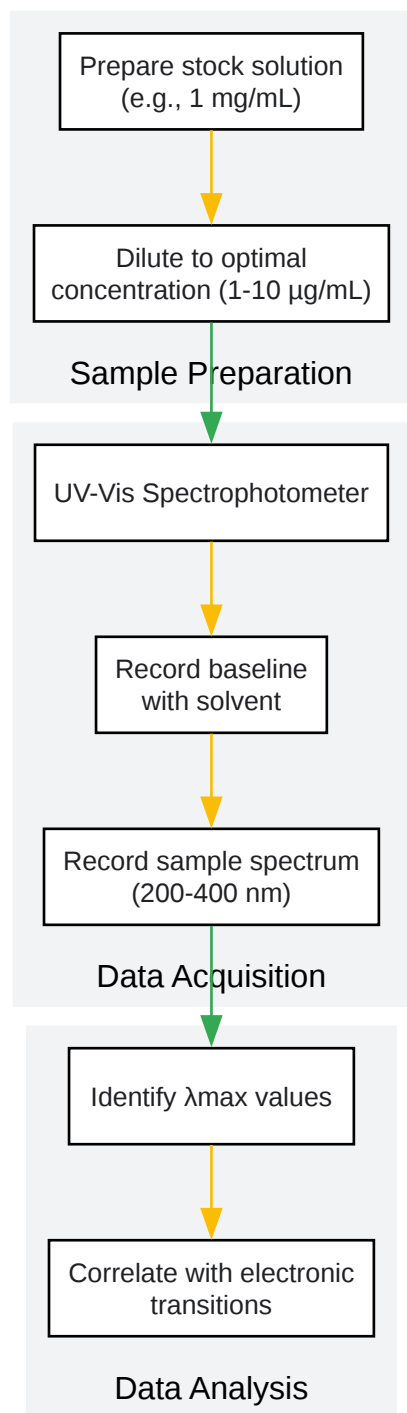 Prepare stock solution
(e.g., 1 mg/mL)
Dilute to optimal
concentration (1-10 µg/mL)
Sample Preparation
UV-Vis Spectrophotometer
Record baseline
with solvent
Record sample spectrum
(200-400 nm)
Data Acquisition
Identify λmax values
Correlate with electronic
transitions
Data Analysis